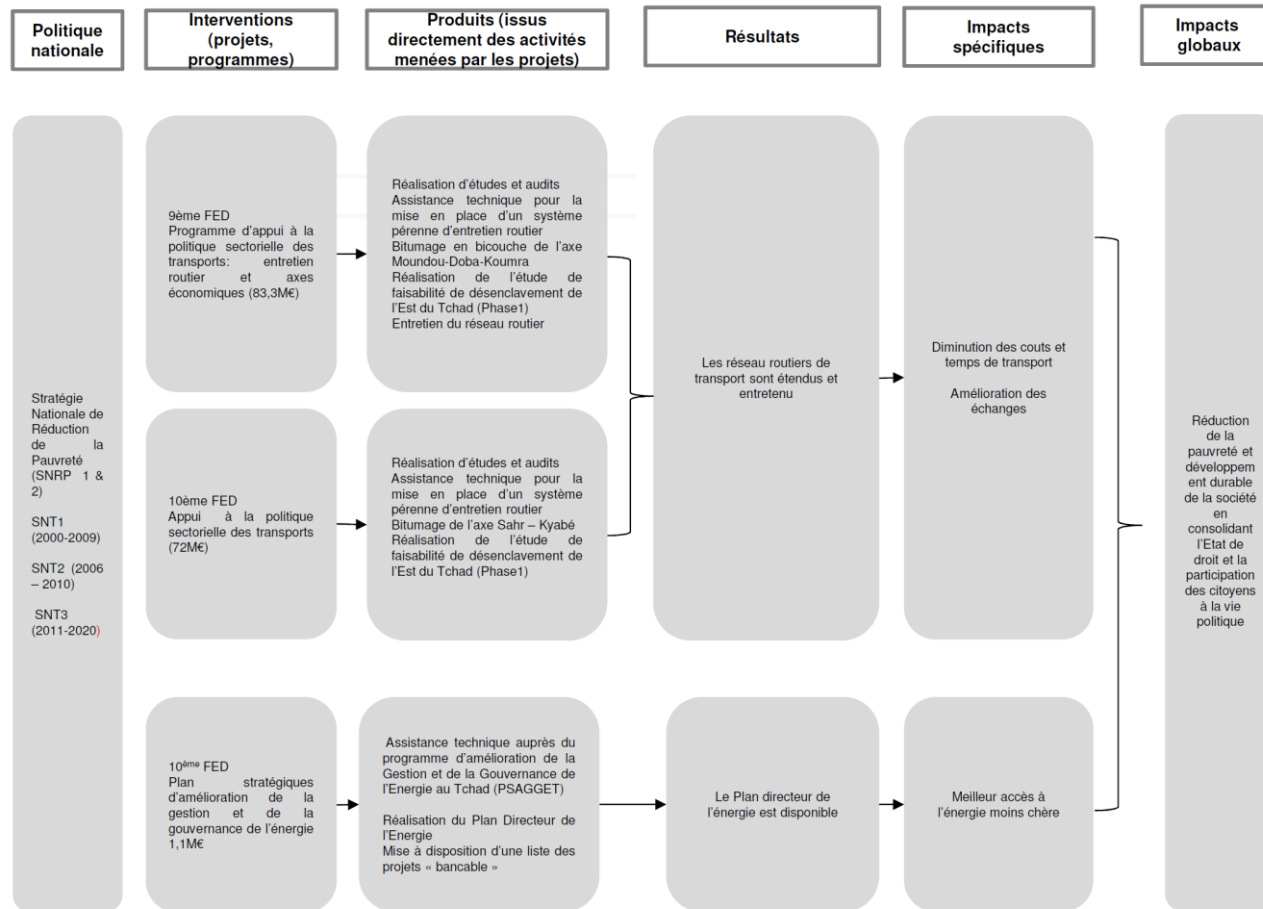 Politique
nationale
Interventions
(projets,
programmes)
Produits (issus
directement des activités
menées par les projets)
Résultats
Impacts
spécifiques
Impacts
globaux
Stratégie
Nationale de
Réduction
de la
Pauvreté
(SNRP 1 &
2)
SNT1
(2000-2009)
SNT2 (2006
– 2010)
SNT3
(2011-2020)
9ème FED
Programme d'appui à la
politique sectorielle des
transports: entretien
routier et axes
économiques (83,3M€)
Réalisation d'études et audits
Assistance technique pour la
mise en place d'un système
pérenne d'entretien routier
Bitumage en bicouche de l'axe
Moundou-Doba-Koumra
Réalisation de l'étude de
faisabilité de désenclavement de
l'Est du Tchad (Phase1)
Entretien du réseau routier
10ème FED
Appui à la politique
sectorielle des transports
(72M€)
Réalisation d'études et audits
Assistance technique pour la
mise en place d'un système
pérenne d'entretien routier
Bitumage de l'axe Sahr – Kyabé
Réalisation de l'étude de
faisabilité de désenclavement de
l'Est du Tchad (Phase1)
Les réseau routiers de
transport sont étendus et
entretenu
Diminution des couts et
temps de transport
Amélioration des
échanges
10ème FED
Plan stratégiques
d'amélioration de la
gestion et de la
gouvernance de l'énergie
1,1M€
Assistance technique auprès du
programme d'amélioration de la
Gestion et de la Gouvernance de
l'Energie au Tchad (PSAGGET)
Réalisation du Plan Directeur de
l'Energie
Mise à disposition d'une liste des
projets « bancable »
Le Plan directeur de
l'énergie est disponible
Meilleur accès à
l'énergie moins chère
Réduction
de la
pauvreté et
développem
ent durable
de la société
en
consolidant
l'Etat de
droit et la
participation
des citoyens
à la vie
politique